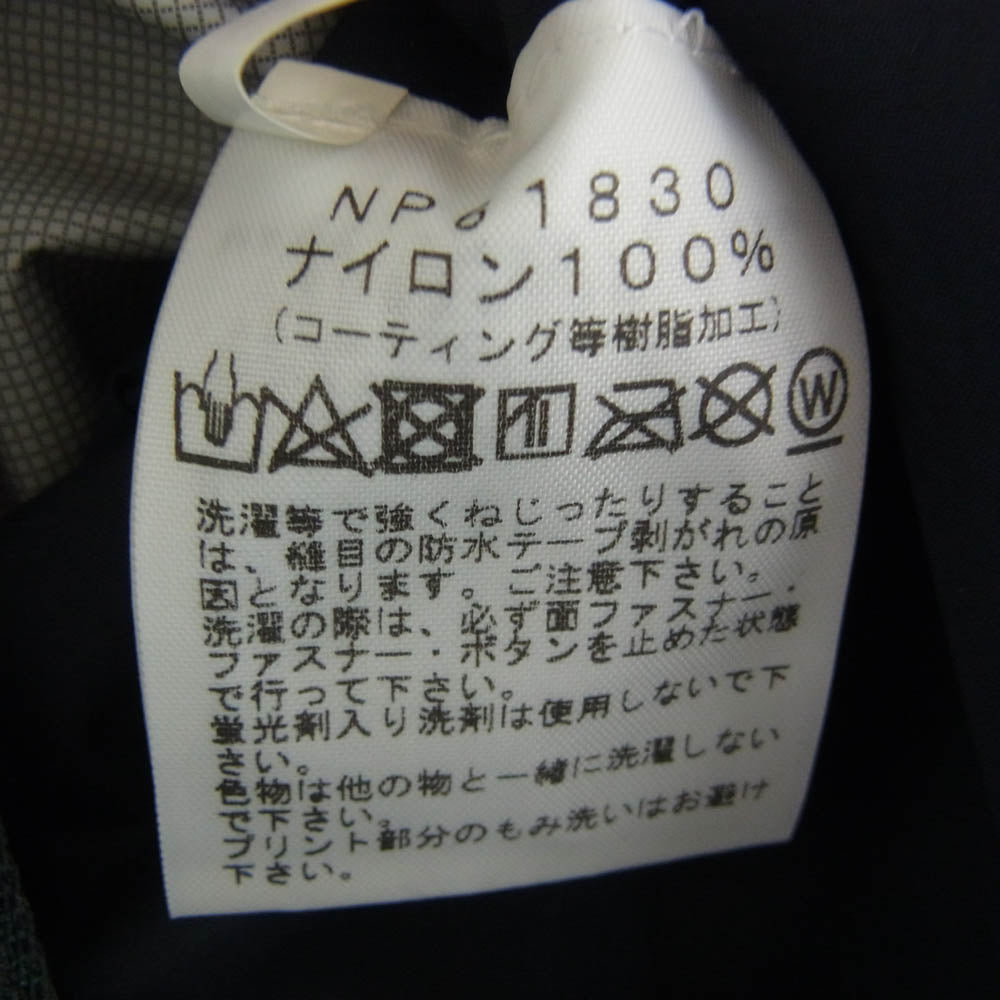 NP61830
ナイロン100%
(コーティング等樹脂加工)
W
洗濯等で強くねじったりすること
は、縫目の防水テープ剥がれの原
因となります。ご注意下さい。
洗濯の際は、必ず面ファスナー・
ファスナー・ボタンを止めた状態
で行って下さい。
蛍光剤入り洗剤は使用しないで下
さい。
色物は他の物と一緒に洗濯しない
で下さい。
プリント部分のもみ洗いはお避け
下さい。